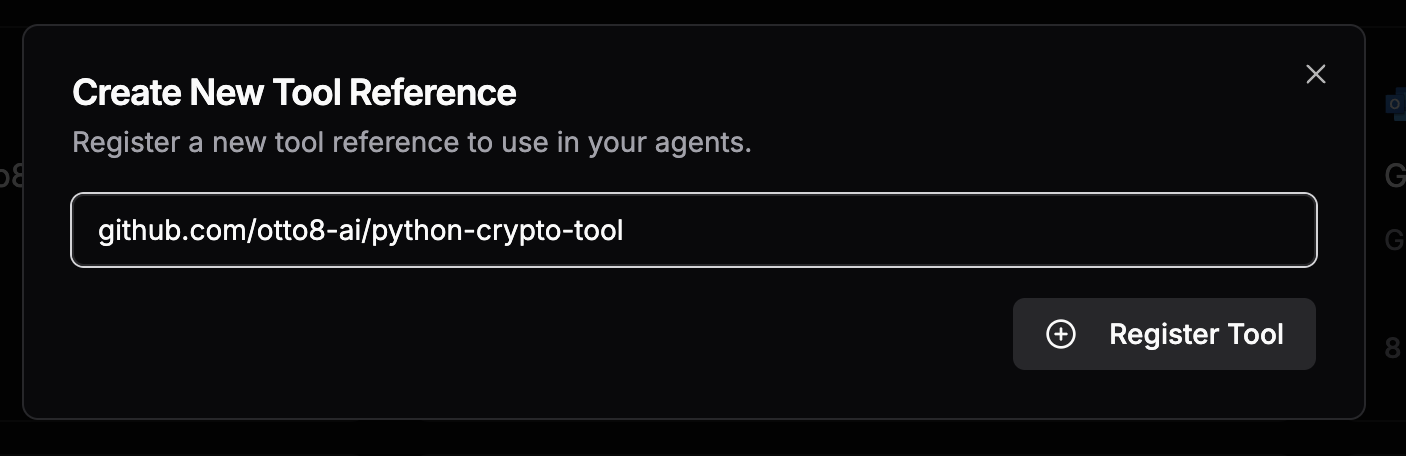 Create New Tool Reference
Register a new tool reference to use in your agents.
github.com/otto8-ai/python-crypto-tool
Register Tool